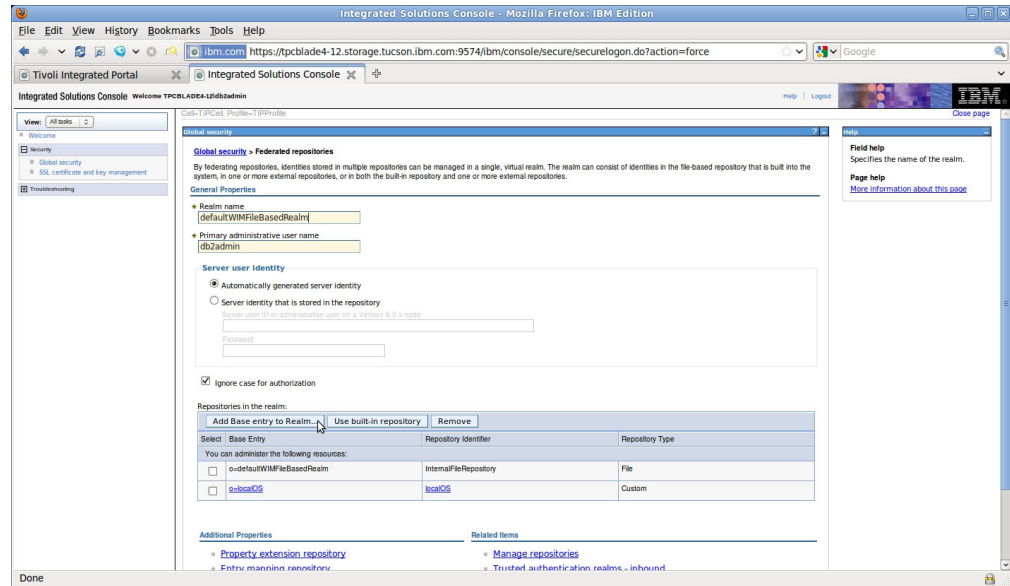 Integrated Solutions Console - Mozilla Firefox: IBM Edition
File Edit View History Bookmarks Tools Help
ibm.com https://tpcblade4-12.storage.tucson.ibm.com:9574/ibm/console/secure/securelogon.do?action=force
Google
Tivoli Integrated Portal
Integrated Solutions Console
Integrated Solutions Console Welcome TPCBLADE4-12\db2admin
Help | Logout
IBM.
View: All tasks
Cell=TIPCell, Profile=TIPProfile
Close page
Welcome
Security
Global security
SSL certificate and key management
Troubleshooting
Global security
? -
Global security > Federated repositories
By federating repositories, identities stored in multiple repositories can be managed in a single, virtual realm. The realm can consist of identities in the file-based repository that is built into the
system, in one or more external repositories, or in both the built-in repository and one or more external repositories.
General Properties
* Realm name
defaultWIMFileBasedRealm
* Primary administrative user name
db2admin
Server user identity
Automatically generated server identity
Server identity that is stored in the repository
Server user ID or administrative user on a Version 6.0.x node
Password
Ignore case for authorization
Repositories in the realm:
Add Base entry to Realm... Use built-in repository Remove
Select Base Entry Repository Identifier Repository Type
You can administer the following resources:
o=defaultWIMFileBasedRealm InternalFileRepository File
o=localOS localOS Custom
Additional Properties
Related Items
Property extension repository
Manage repositories
Entry mapping repository
Trusted authentication realms - inbound
Help
Field help
Specifies the name of the realm.
Page help
More information about this page
Done